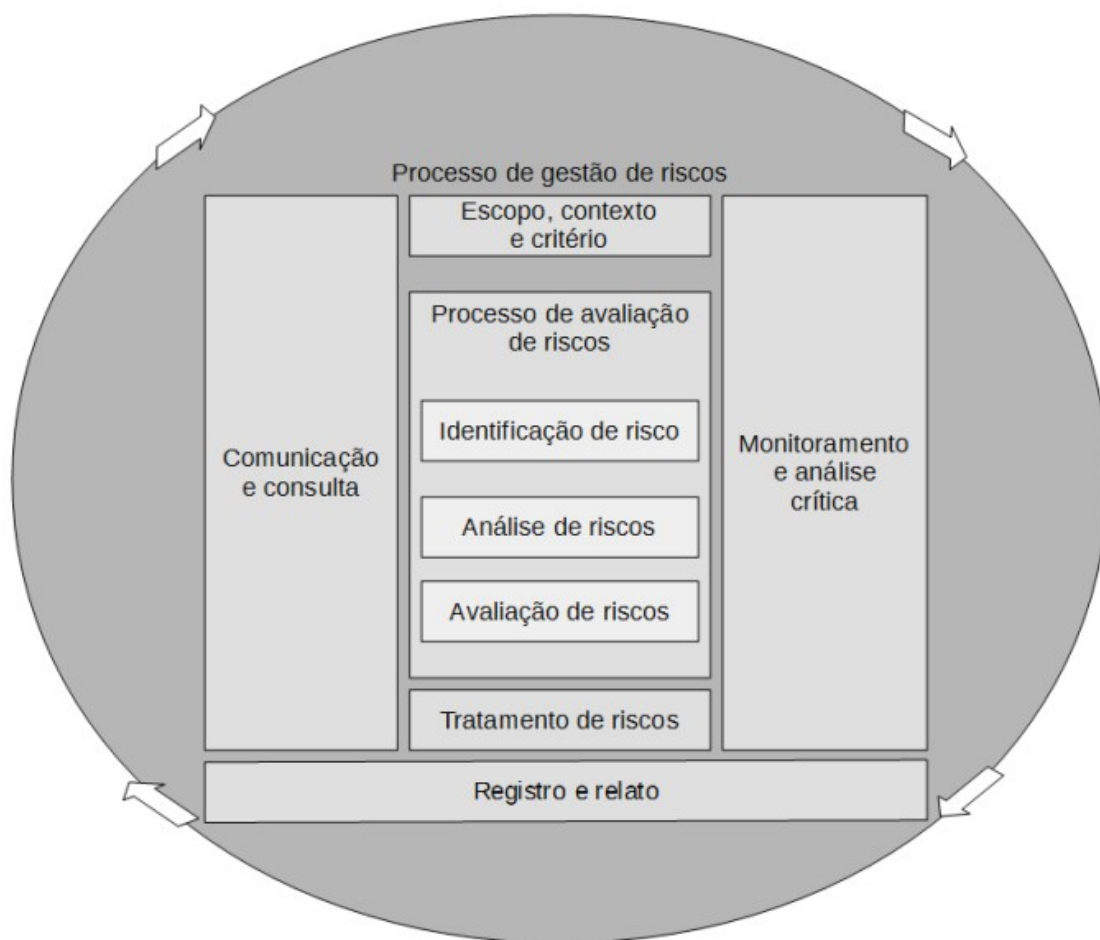 Processo de gestão de riscos
Escopo, contexto
e critério
Processo de avaliação
de riscos
Identificação de risco
Análise de riscos
Avaliação de riscos
Tratamento de riscos
Comunicação
e consulta
Monitoramento
e análise
crítica
Registro e relato